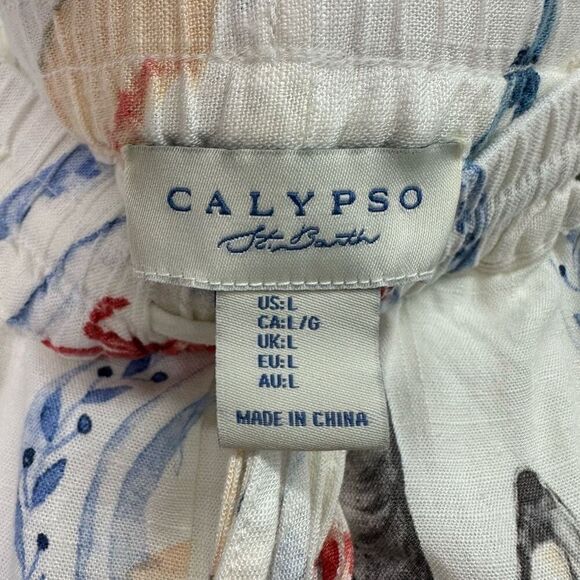 CALYPSO
St. Barth
US:L
CA:L/G
UK:L
EU:L
AU:L
MADE IN CHINA